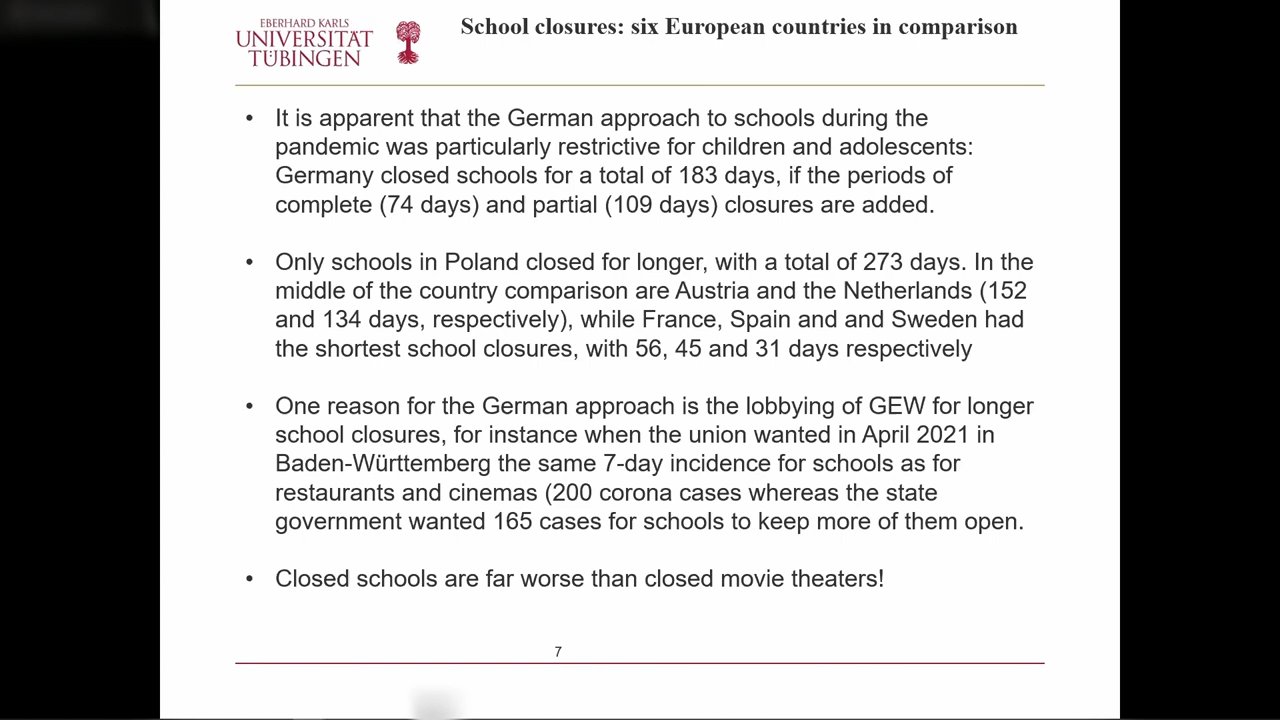 EBERHARD KARLS
UNIVERSITÄT
TÜBINGEN
School closures: six European countries in comparison
• It is apparent that the German approach to schools during the
pandemic was particularly restrictive for children and adolescents:
Germany closed schools for a total of 183 days, if the periods of
complete (74 days) and partial (109 days) closures are added.
• Only schools in Poland closed for longer, with a total of 273 days. In the
middle of the country comparison are Austria and the Netherlands (152
and 134 days, respectively), while France, Spain and and Sweden had
the shortest school closures, with 56, 45 and 31 days respectively
• One reason for the German approach is the lobbying of GEW for longer
school closures, for instance when the union wanted in April 2021 in
Baden-Württemberg the same 7-day incidence for schools as for
restaurants and cinemas (200 corona cases whereas the state
government wanted 165 cases for schools to keep more of them open.
• Closed schools are far worse than closed movie theaters!
7